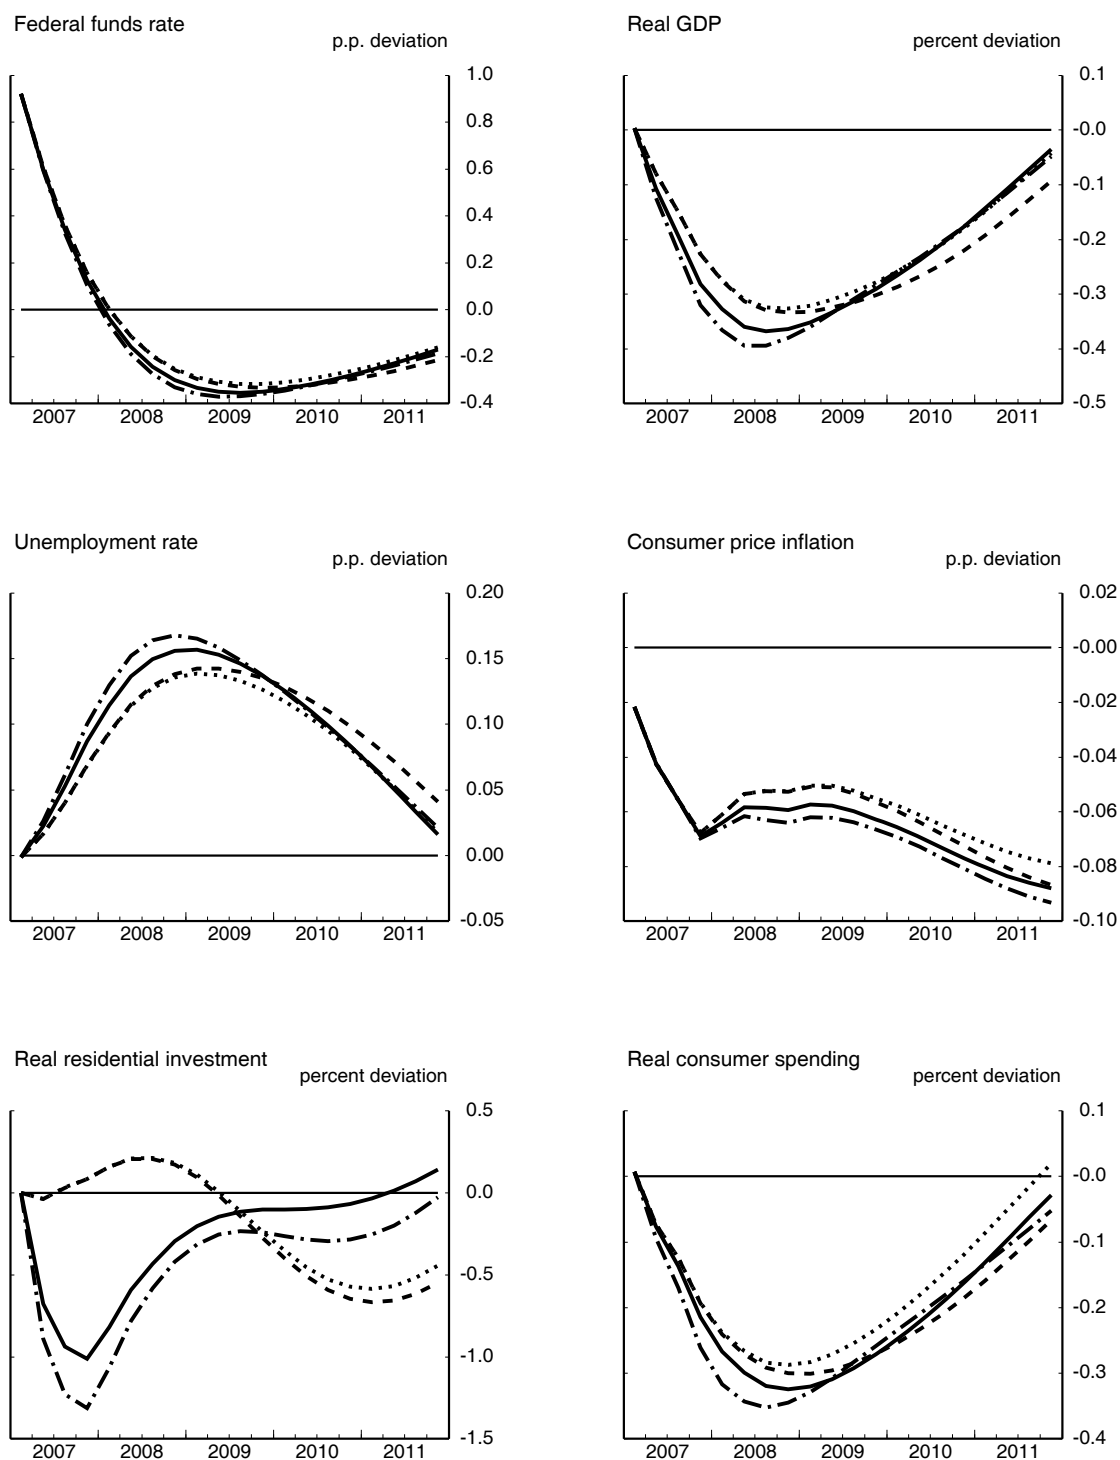 Federal funds rate
p.p. deviation
1.0
0.8
0.6
0.4
0.2
0.0
-0.2
-0.4
2007 2008 2009 2010 2011
Real GDP
percent deviation
0.1
-0.0
-0.1
-0.2
-0.3
-0.4
-0.5
2007 2008 2009 2010 2011
Unemployment rate
p.p. deviation
0.20
0.15
0.10
0.05
0.00
-0.05
2007 2008 2009 2010 2011
Consumer price inflation
p.p. deviation
0.02
-0.00
-0.02
-0.04
-0.06
-0.08
-0.10
2007 2008 2009 2010 2011
Real residential investment
percent deviation
0.5
0.0
-0.5
-1.0
-1.5
2007 2008 2009 2010 2011
Real consumer spending
percent deviation
0.1
-0.0
-0.1
-0.2
-0.3
-0.4
2007 2008 2009 2010 2011